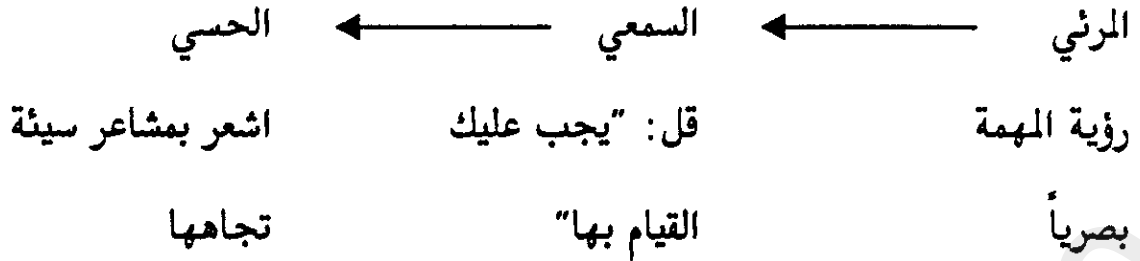 المرئي السمعي الحسي
رؤية المهمة قل: "يجب عليك اشعر بمشاعر سيئة
بصرياً القيام بها" تجاهها